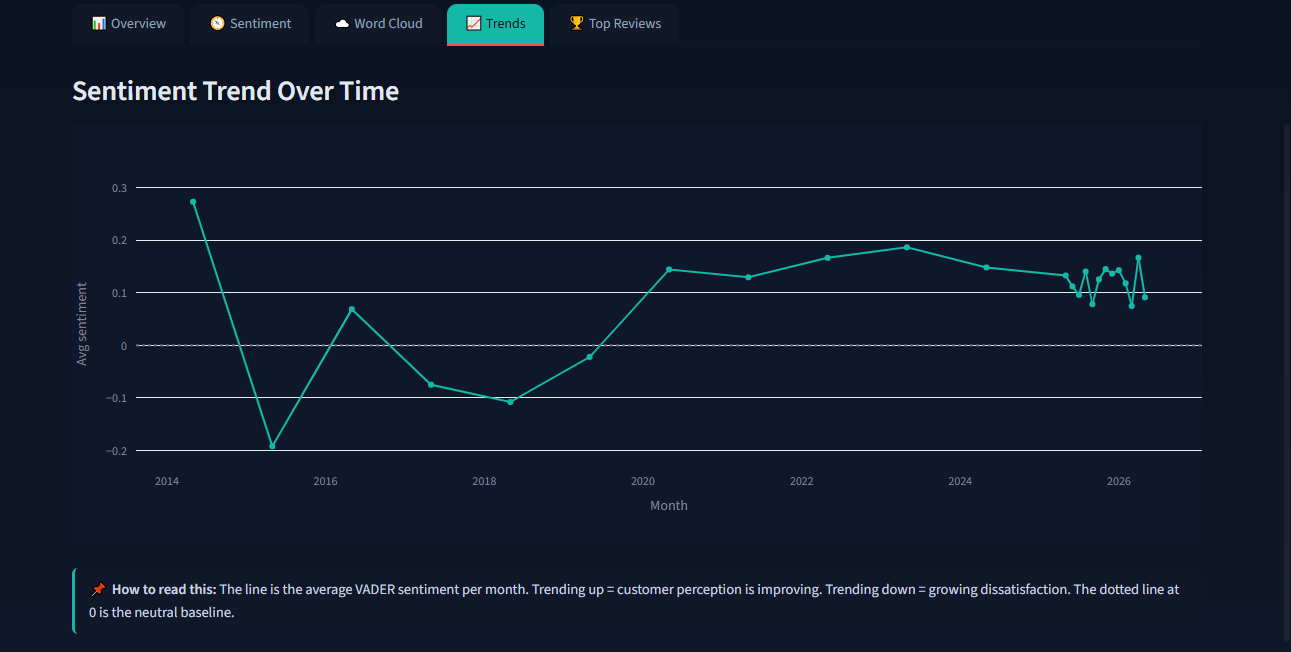 📊 Overview
🧭 Sentiment
☁️ Word Cloud
📈 Trends
🏆 Top Reviews
Sentiment Trend Over Time
0.3
0.2
0.1
0
−0.1
−0.2
Avg sentiment
2014 2016 2018 2020 2022 2024 2026
Month
📌 How to read this: The line is the average VADER sentiment per month. Trending up = customer perception is improving. Trending down = growing dissatisfaction. The dotted line at
0 is the neutral baseline.